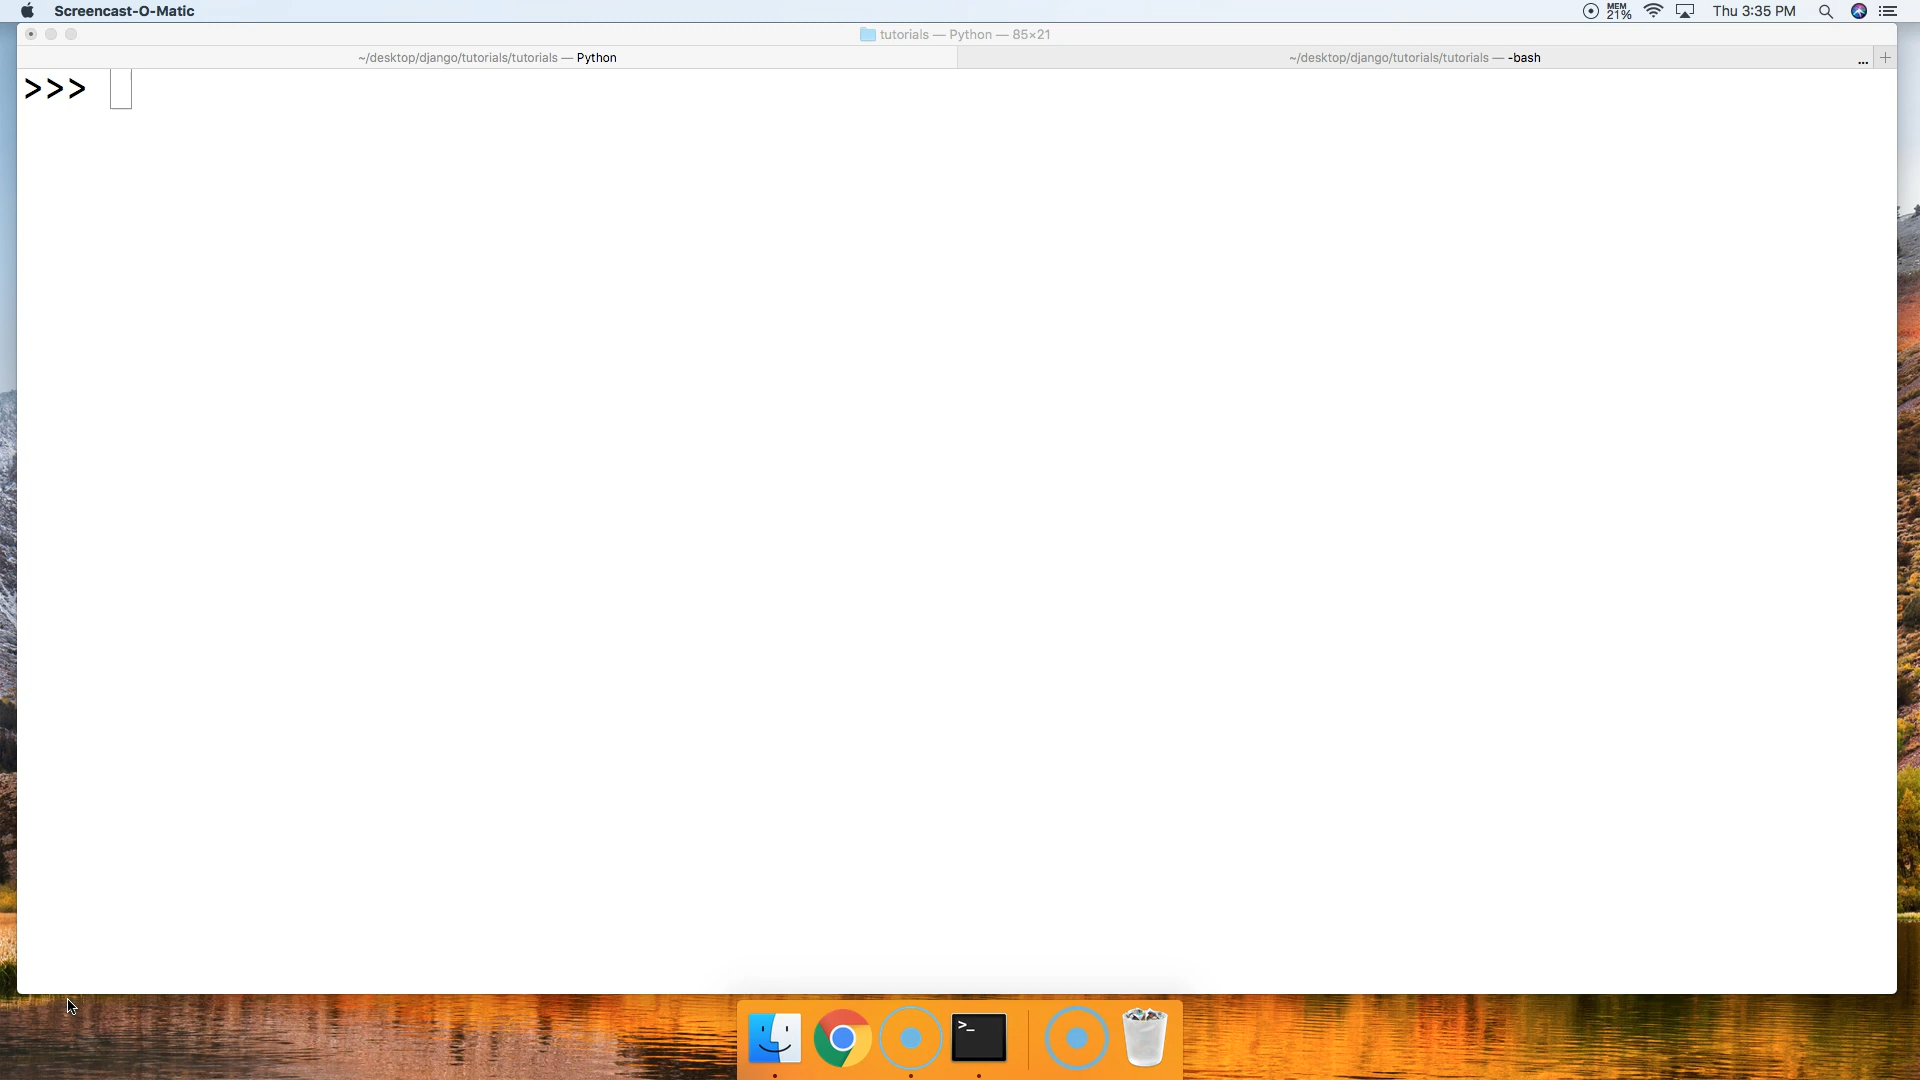 Screencast-O-Matic
MEM
21%
Thu 3:35 PM
tutorials — Python — 85×21
~/desktop/django/tutorials/tutorials — Python
~/desktop/django/tutorials/tutorials — -bash
...
>>>
>_